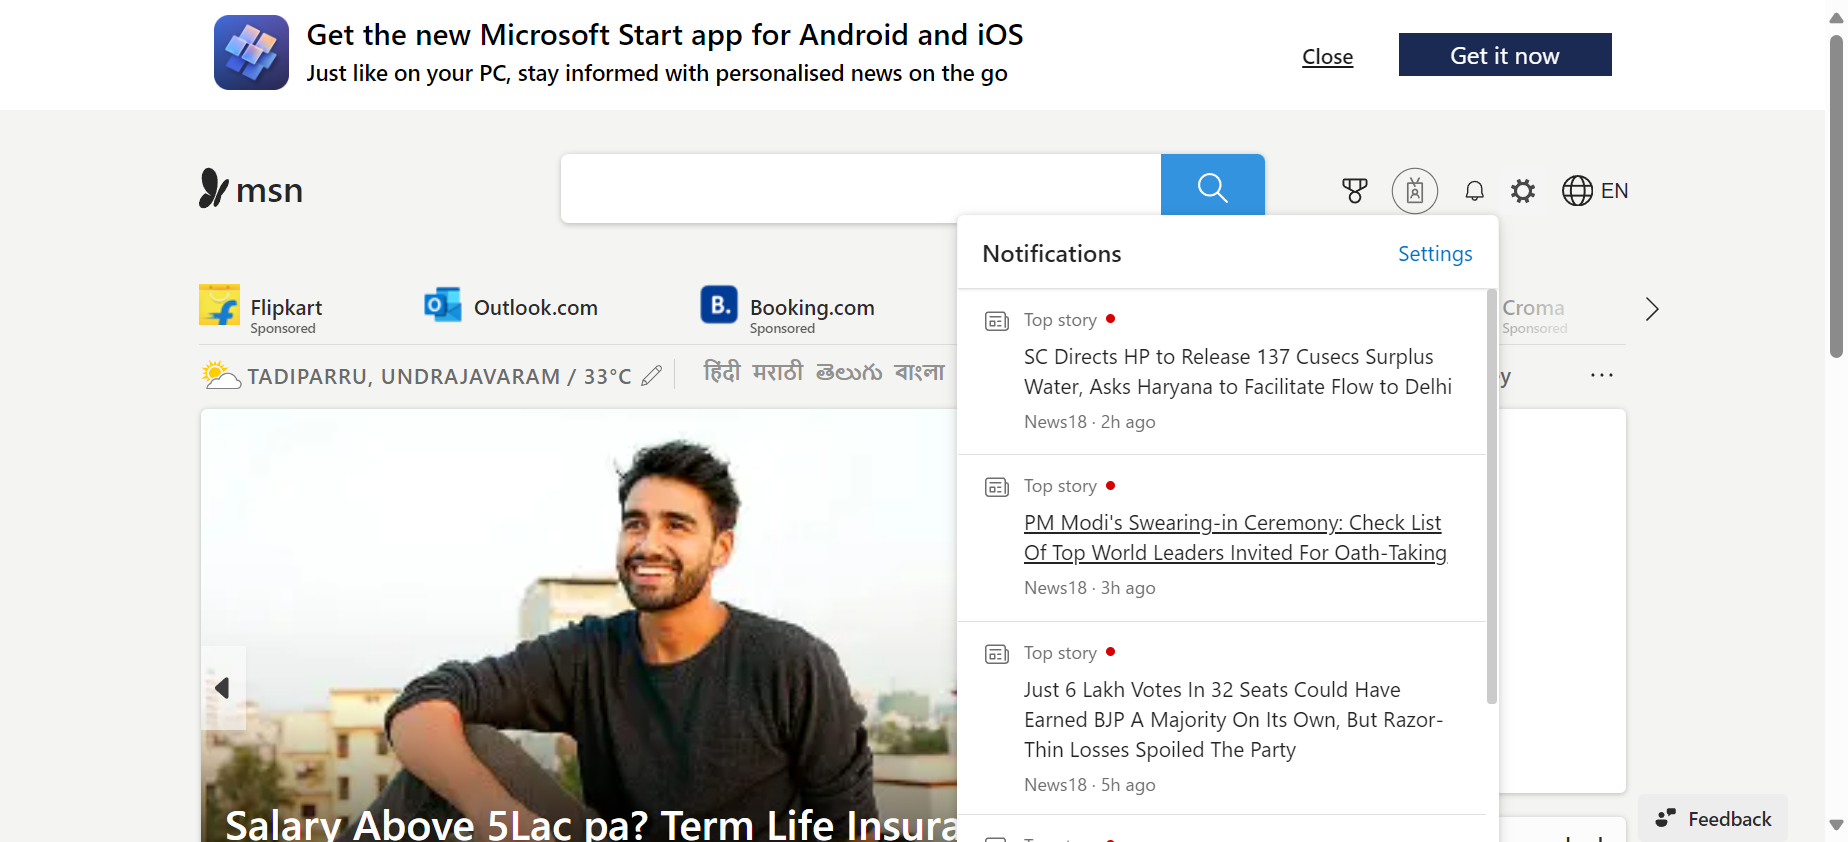 Get the new Microsoft Start app for Android and iOS
Just like on your PC, stay informed with personalised news on the go
Close
Get it now
msn
EN
Flipkart
Sponsored
Outlook.com
B.
Booking.com
Sponsored
Croma
Sponsored
TADIPARRU, UNDRAJAVARAM / 33°C
हिंदी मराठी తెలుగు বাংলা
y
Notifications
Settings
Top story
SC Directs HP to Release 137 Cusecs Surplus
Water, Asks Haryana to Facilitate Flow to Delhi
News18 · 2h ago
Top story
PM Modi's Swearing-in Ceremony: Check List
Of Top World Leaders Invited For Oath-Taking
News18 · 3h ago
Top story
Just 6 Lakh Votes In 32 Seats Could Have
Earned BJP A Majority On Its Own, But Razor-
Thin Losses Spoiled The Party
News18 · 5h ago
Top story
Salary Above 5Lac pa? Term Life Insura
Feedback